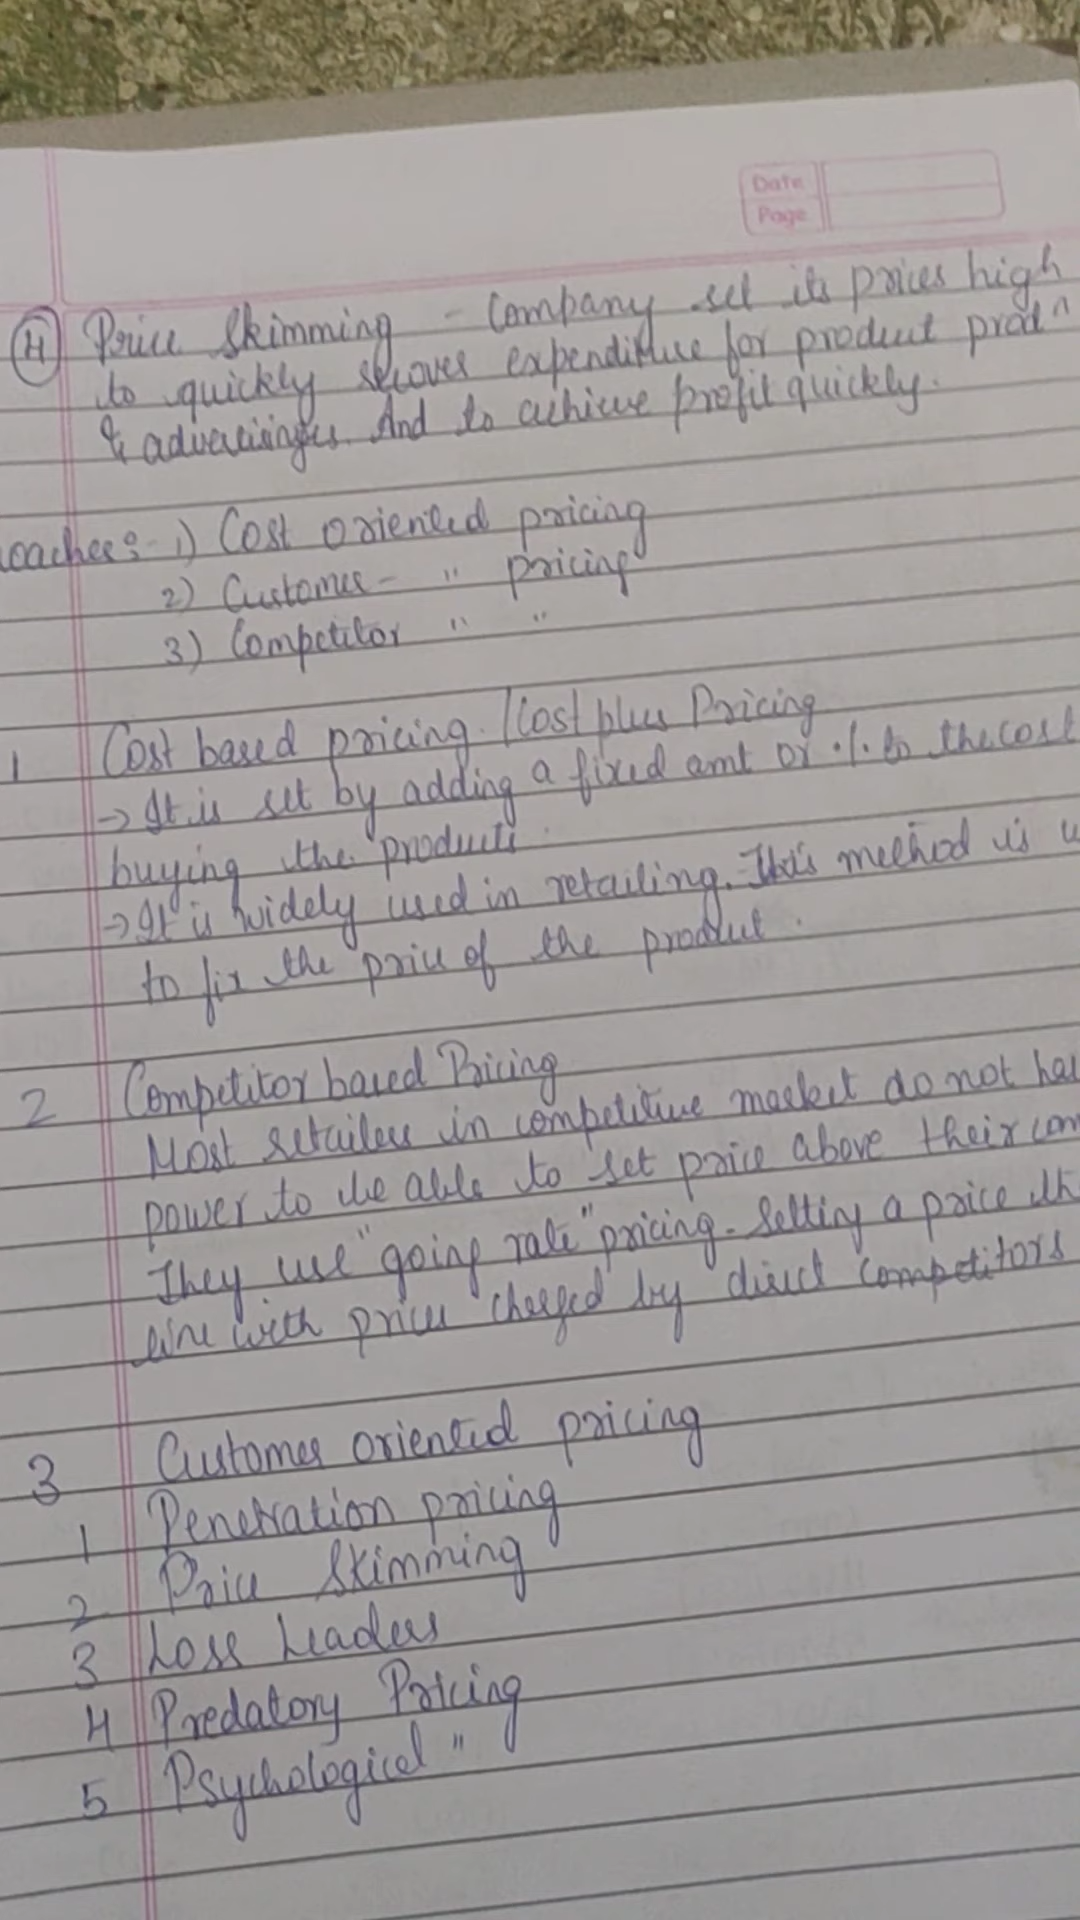 Date
Page
4 Price Skimming - Company set its prices high
to quickly recover expenditure for product prodⁿ
& advertisinges. And to achieve profit quickly.
oaches:- 1) Cost oriented pricing
2) Customer - " pricing
3) Competitor " "
1 Cost based pricing / Cost plus Pricing
→ It is set by adding a fixed amt or % to the cost
buying the products.
→ It is widely used in retailing. This method is u
to fix the price of the product.
2 Competitor based Pricing
Most retailers in competitive market do not ha
power to be able to set price above their com
They use "going rate" pricing - Setting a price th
line with prices charged by direct competitors
3 Customer oriented pricing
1 Penetration pricing
2 Price Skimming
3 Loss Leaders
4 Predatory Pricing
5 Psychological "